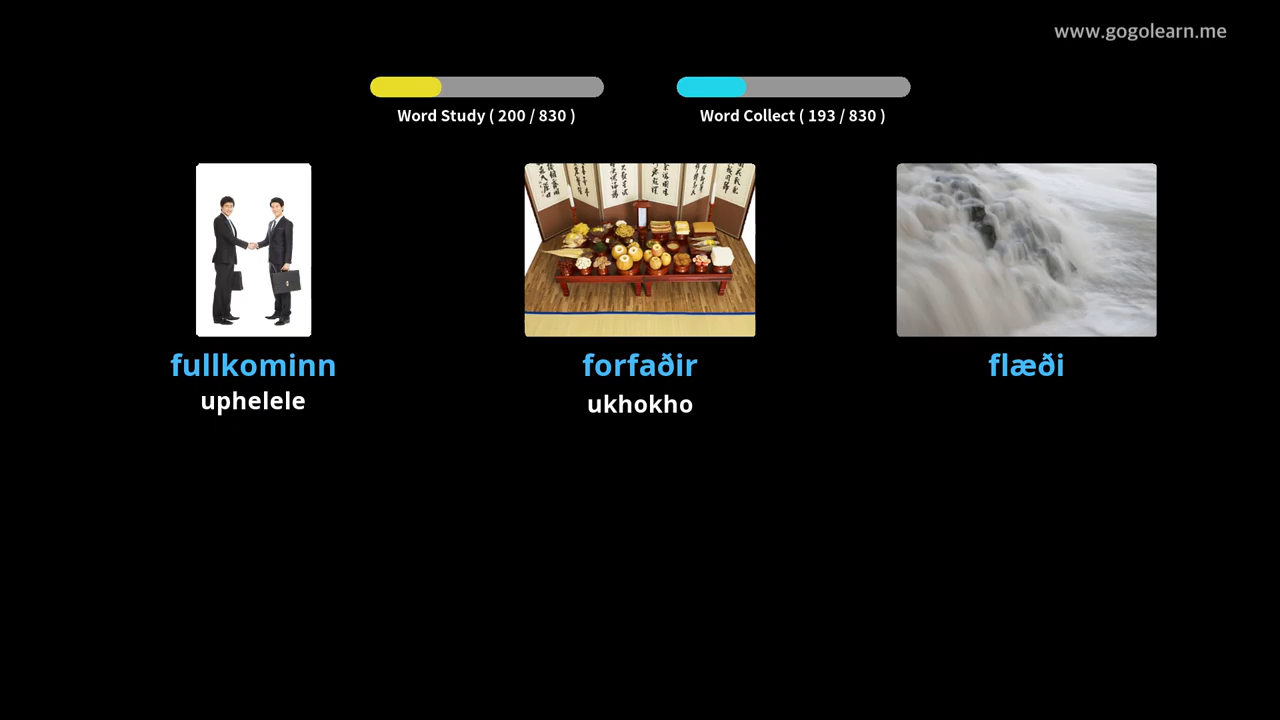 www.gogolearn.me
Word Study ( 200 / 830 )
Word Collect ( 193 / 830 )
fullkominn
uphelele
forfaðir
ukhokho
flæði